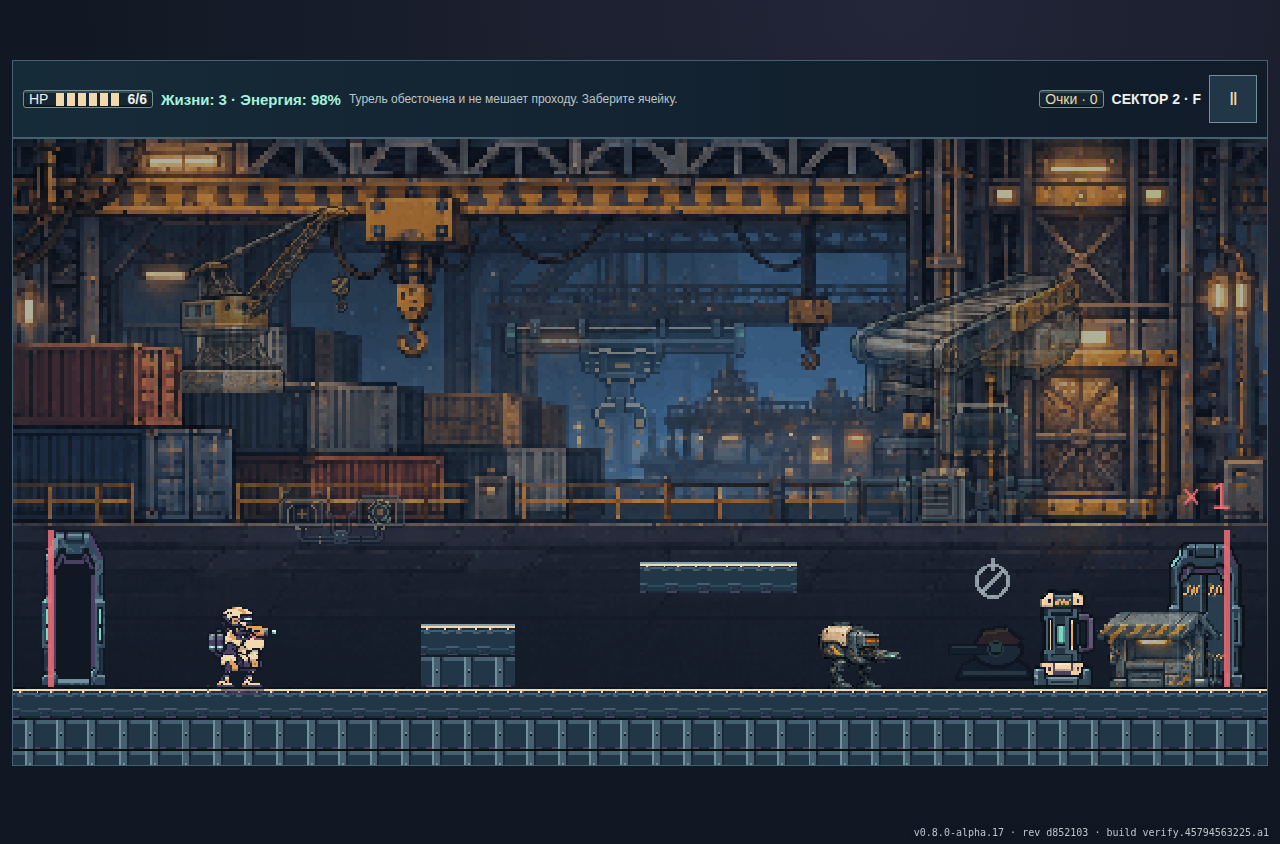 HP 6/6 Жизни: 3 · Энергия: 98% Турель обесточена и не мешает проходу. Заберите ячейку. Очки · 0 СЕКТОР 2 · F II
× 1
v0.8.0-alpha.17 · rev d852103 · build verify.45794563225.a1